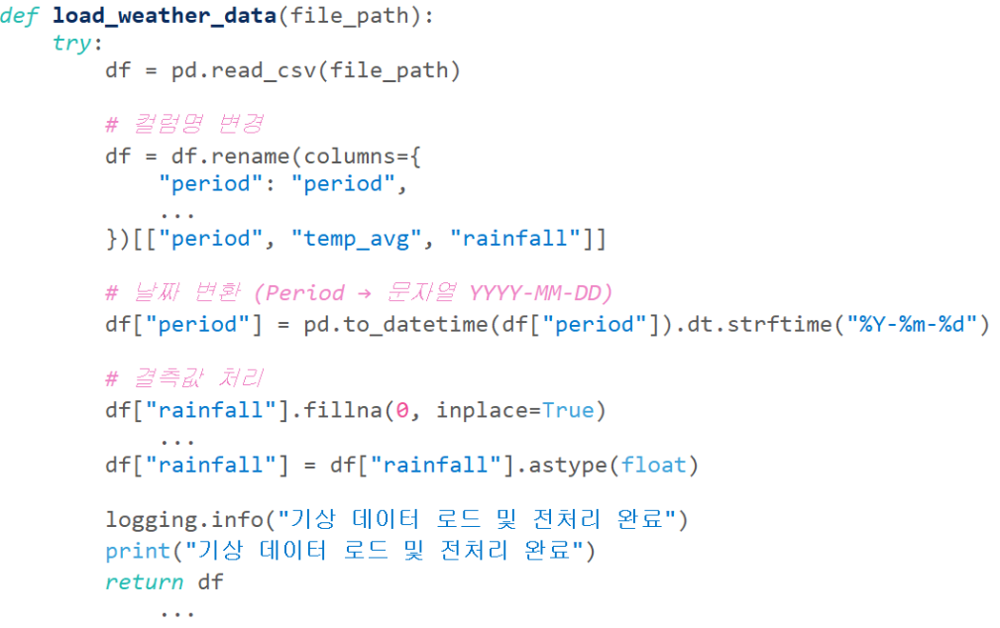 def load_weather_data(file_path):
    try:
        df = pd.read_csv(file_path)
        # 컬럼명 변경
        df = df.rename(columns={
            "period": "period",
            ...
        })[["period", "temp_avg", "rainfall"]]
        # 날짜 변환 (Period → 문자열 YYYY-MM-DD)
        df["period"] = pd.to_datetime(df["period"]).dt.strftime("%Y-%m-%d")
        # 결측값 처리
        df["rainfall"].fillna(0, inplace=True)
            ...
        df["rainfall"] = df["rainfall"].astype(float)
        logging.info("기상 데이터 로드 및 전처리 완료")
        print("기상 데이터 로드 및 전처리 완료")
        return df
            ...